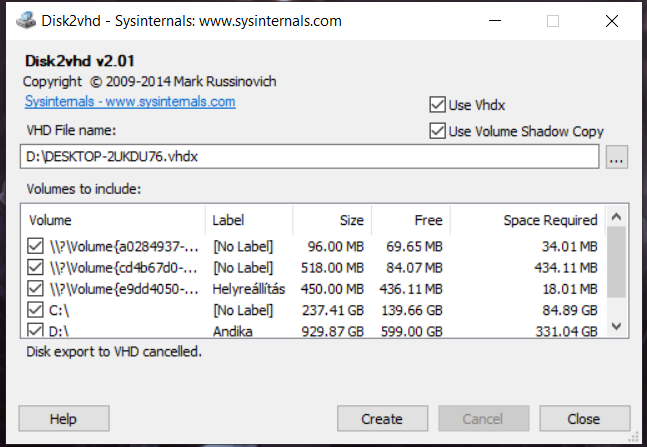 Disk2vhd - Sysinternals: www.sysinternals.com
Disk2vhd v2.01
Copyright © 2009-2014 Mark Russinovich
Sysinternals - www.sysinternals.com
Use Vhdx
VHD File name:
Use Volume Shadow Copy
D:\DESKTOP-2UKDU76.vhdx
...
Volumes to include:
Volume Label Size Free Space Required
\\?\Volume{a0284937-... [No Label] 96.00 MB 69.65 MB 34.01 MB
\\?\Volume{cd4b67d0-... [No Label] 518.00 MB 84.07 MB 434.11 MB
\\?\Volume{e9dd4050-... Helyreállítás 450.00 MB 436.11 MB 18.01 MB
C:\ [No Label] 237.41 GB 139.66 GB 84.89 GB
D:\ Andika 929.87 GB 599.00 GB 331.04 GB
Disk export to VHD cancelled.
Help Create Cancel Close